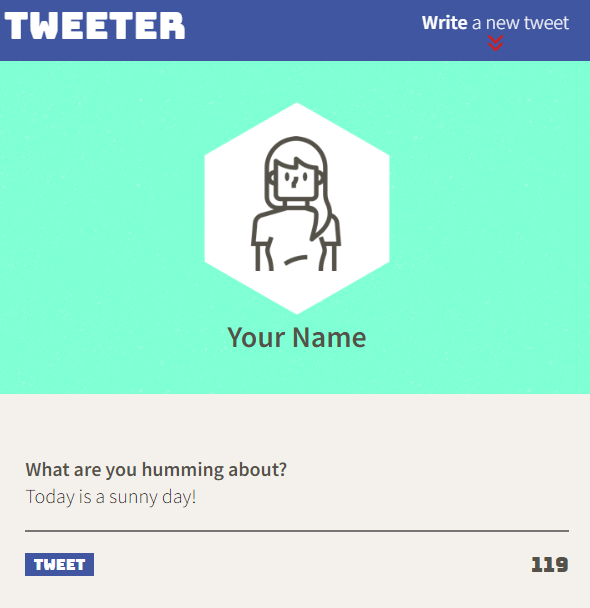 TWEETER
Write a new tweet
Your Name
What are you humming about?
Today is a sunny day!
TWEET
119